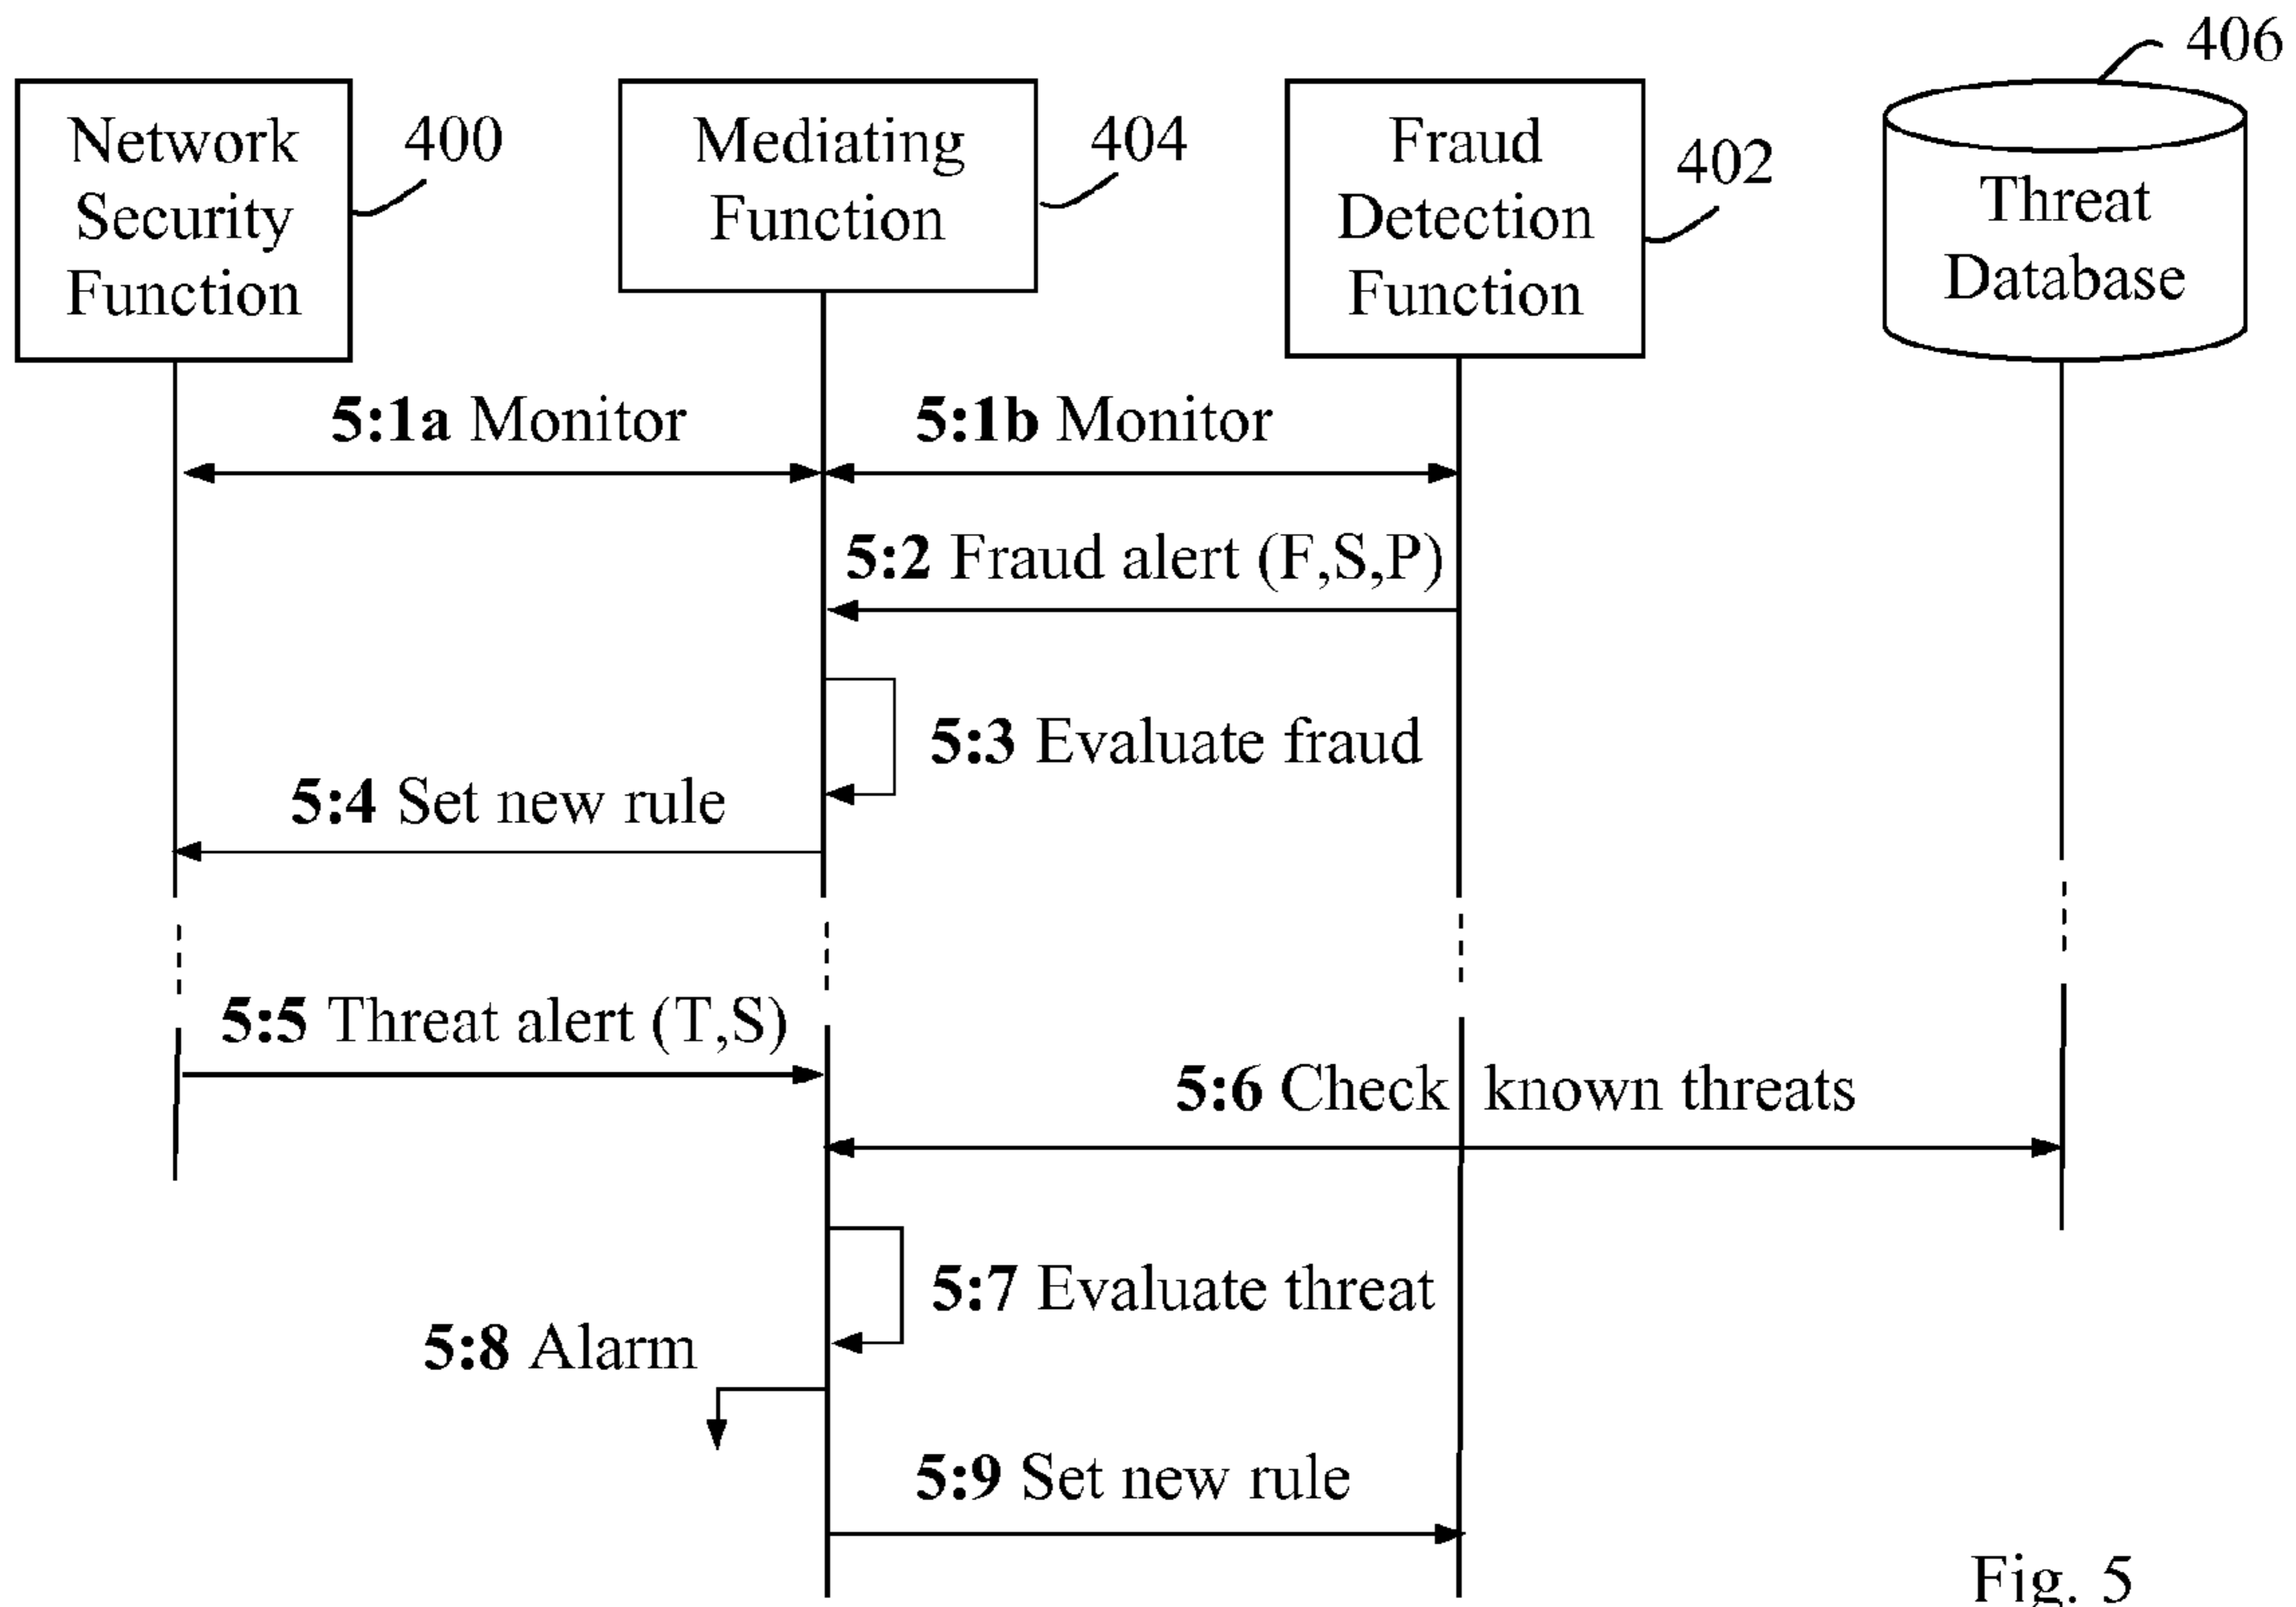 406
Network
Security
Function
400
Mediating
Function
404
Fraud
Detection
Function
402
Threat
Database
5:1a Monitor
5:1b Monitor
5:2 Fraud alert (F,S,P)
5:3 Evaluate fraud
5:4 Set new rule
5:5 Threat alert (T,S)
5:6 Check known threats
5:7 Evaluate threat
5:8 Alarm
5:9 Set new rule
Fig. 5